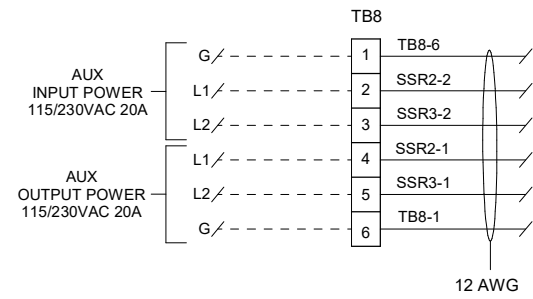 TB8
AUX
INPUT POWER
115/230VAC 20A
G 1 TB8-6
L1 2 SSR2-2
L2 3 SSR3-2
AUX
OUTPUT POWER
115/230VAC 20A
L1 4 SSR2-1
L2 5 SSR3-1
G 6 TB8-1
12 AWG